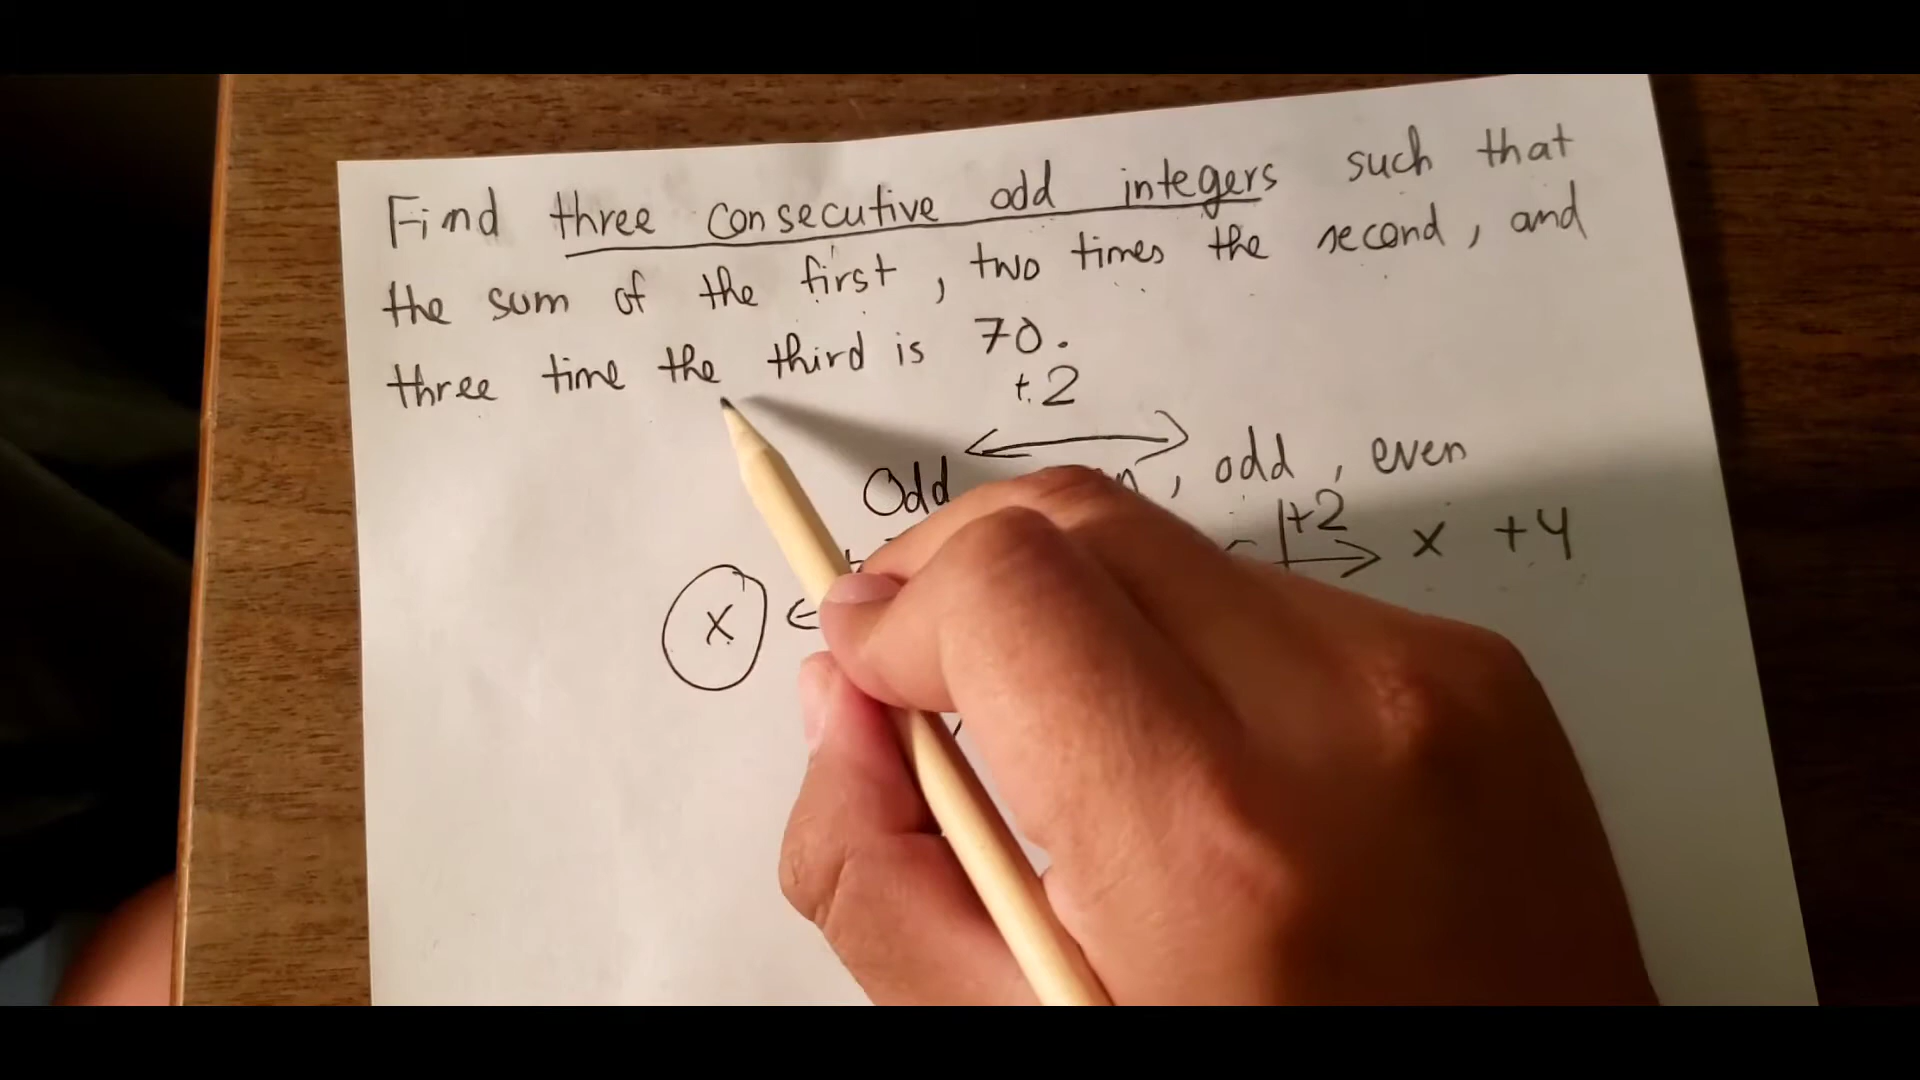 Find three consecutive odd integers such that
the sum of the first, two times the second, and
three time the third is 70.
+2
Odd , odd, even
+2
x x +4